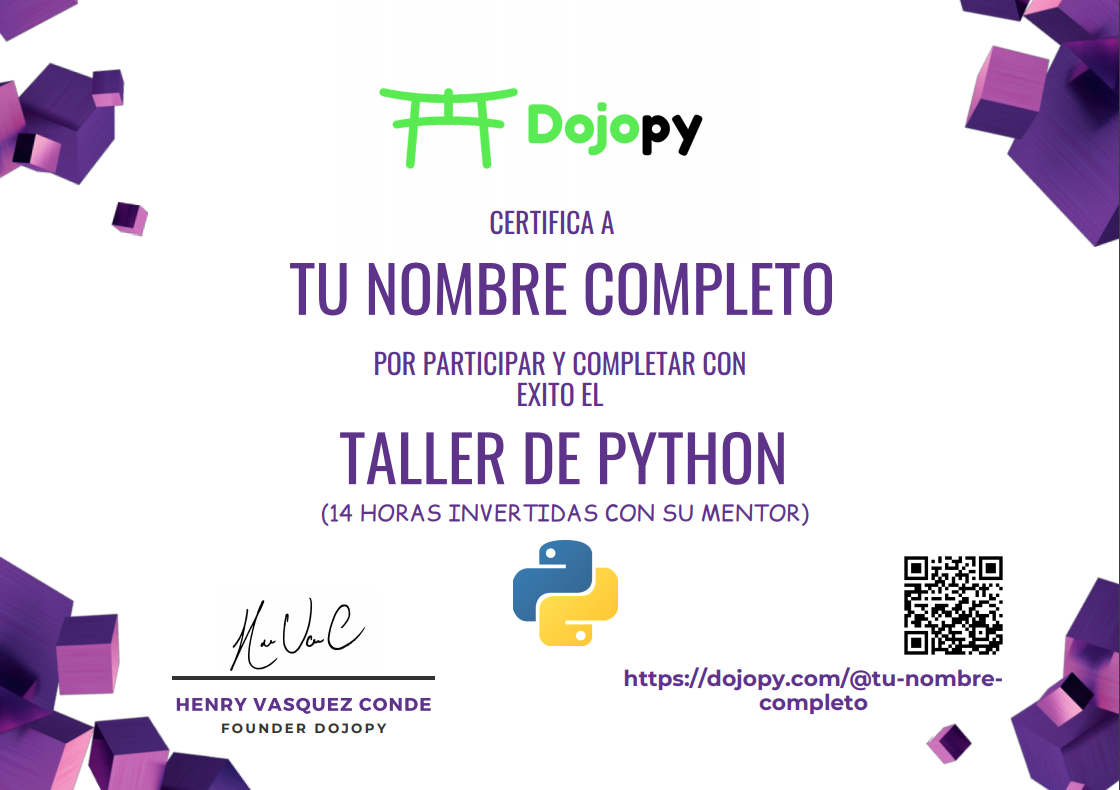 Dojopy
CERTIFICA A
TU NOMBRE COMPLETO
POR PARTICIPAR Y COMPLETAR CON
EXITO EL
TALLER DE PYTHON
(14 HORAS INVERTIDAS CON SU MENTOR)
HENRY VASQUEZ CONDE
FOUNDER DOJOPY
https://dojopy.com/@tu-nombre-
completo